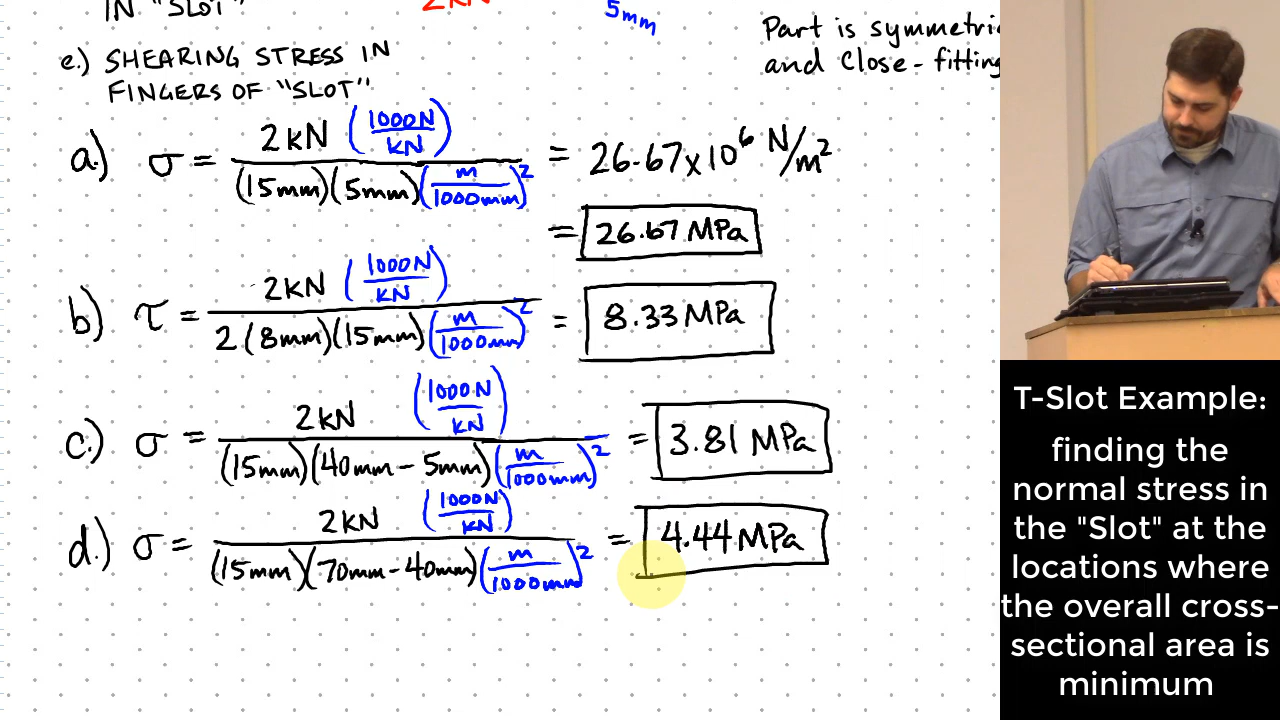 IN "SLOT"
2kN
5mm
Part is symmetric
and Close-fitting
e.) SHEARING STRESS IN
FINGERS OF "SLOT"
a.) σ = 2kN (1000N/kN) / (15mm)(5mm)(m/1000mm)² = 26.67x10⁶ N/m²
= 26.67 MPa
b.) τ = 2kN (1000N/kN) / 2(8mm)(15mm)(m/1000mm)² = 8.33 MPa
c.) σ = 2kN (1000N/kN) / (15mm)(40mm - 5mm)(m/1000mm)² = 3.81 MPa
d.) σ = 2kN (1000N/kN) / (15mm)(70mm - 40mm)(m/1000mm)² = 4.44 MPa
T-Slot Example:
finding the
normal stress in
the "Slot" at the
locations where
the overall cross-
sectional area is
minimum